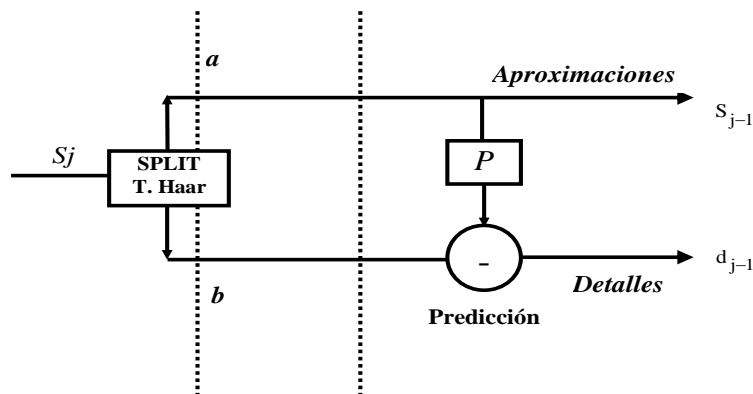 a
Aproximaciones
S j−1
Sj
SPLIT
T. Haar
P
-
d j−1
b
Detalles
Predicción